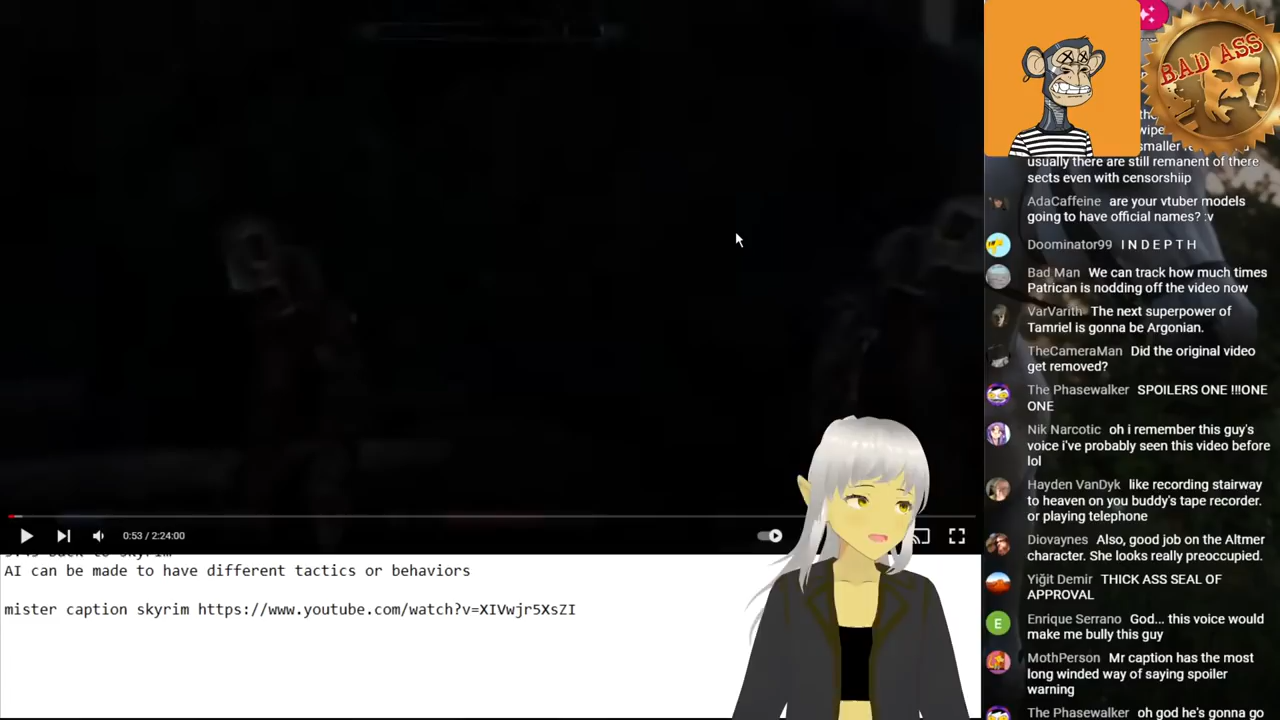 BAD ASS
smaller
usually there are still remanent of there
sects even with censorshiip
AdaCaffeine are your vtuber models
going to have official names? :v
Doominator99 I N D E P T H
Bad Man We can track how much times
Patrican is nodding off the video now
VarVarith The next superpower of
Tamriel is gonna be Argonian.
TheCameraMan Did the original video
get removed?
The Phasewalker SPOILERS ONE !!!ONE
ONE
Nik Narcotic oh i remember this guy's
voice i've probably seen this video before
lol
Hayden VanDyk like recording stairway
to heaven on you buddy's tape recorder.
or playing telephone
Diovaynes Also, good job on the Altmer
character. She looks really preoccupied.
Yiğit Demir THICK ASS SEAL OF
APPROVAL
E
Enrique Serrano God... this voice would
make me bully this guy
MothPerson Mr caption has the most
long winded way of saying spoiler
warning
The Phasewalker oh god he's gonna go
0:53 / 2:24:00
back to skyrim
AI can be made to have different tactics or behaviors
mister caption skyrim https://www.youtube.com/watch?v=XIVwjr5XsZI